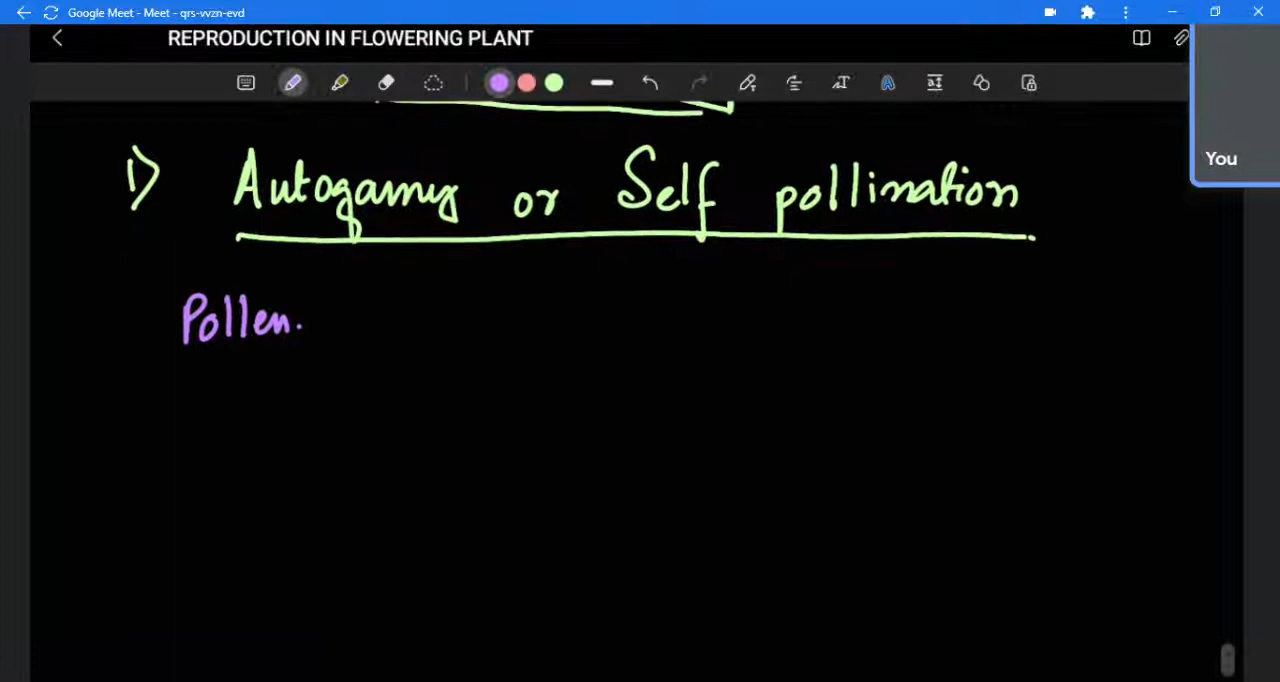 Google Meet - Meet - qrs-vvzn-evd
REPRODUCTION IN FLOWERING PLANT
You
1) Autogamy or Self pollination
Pollen.